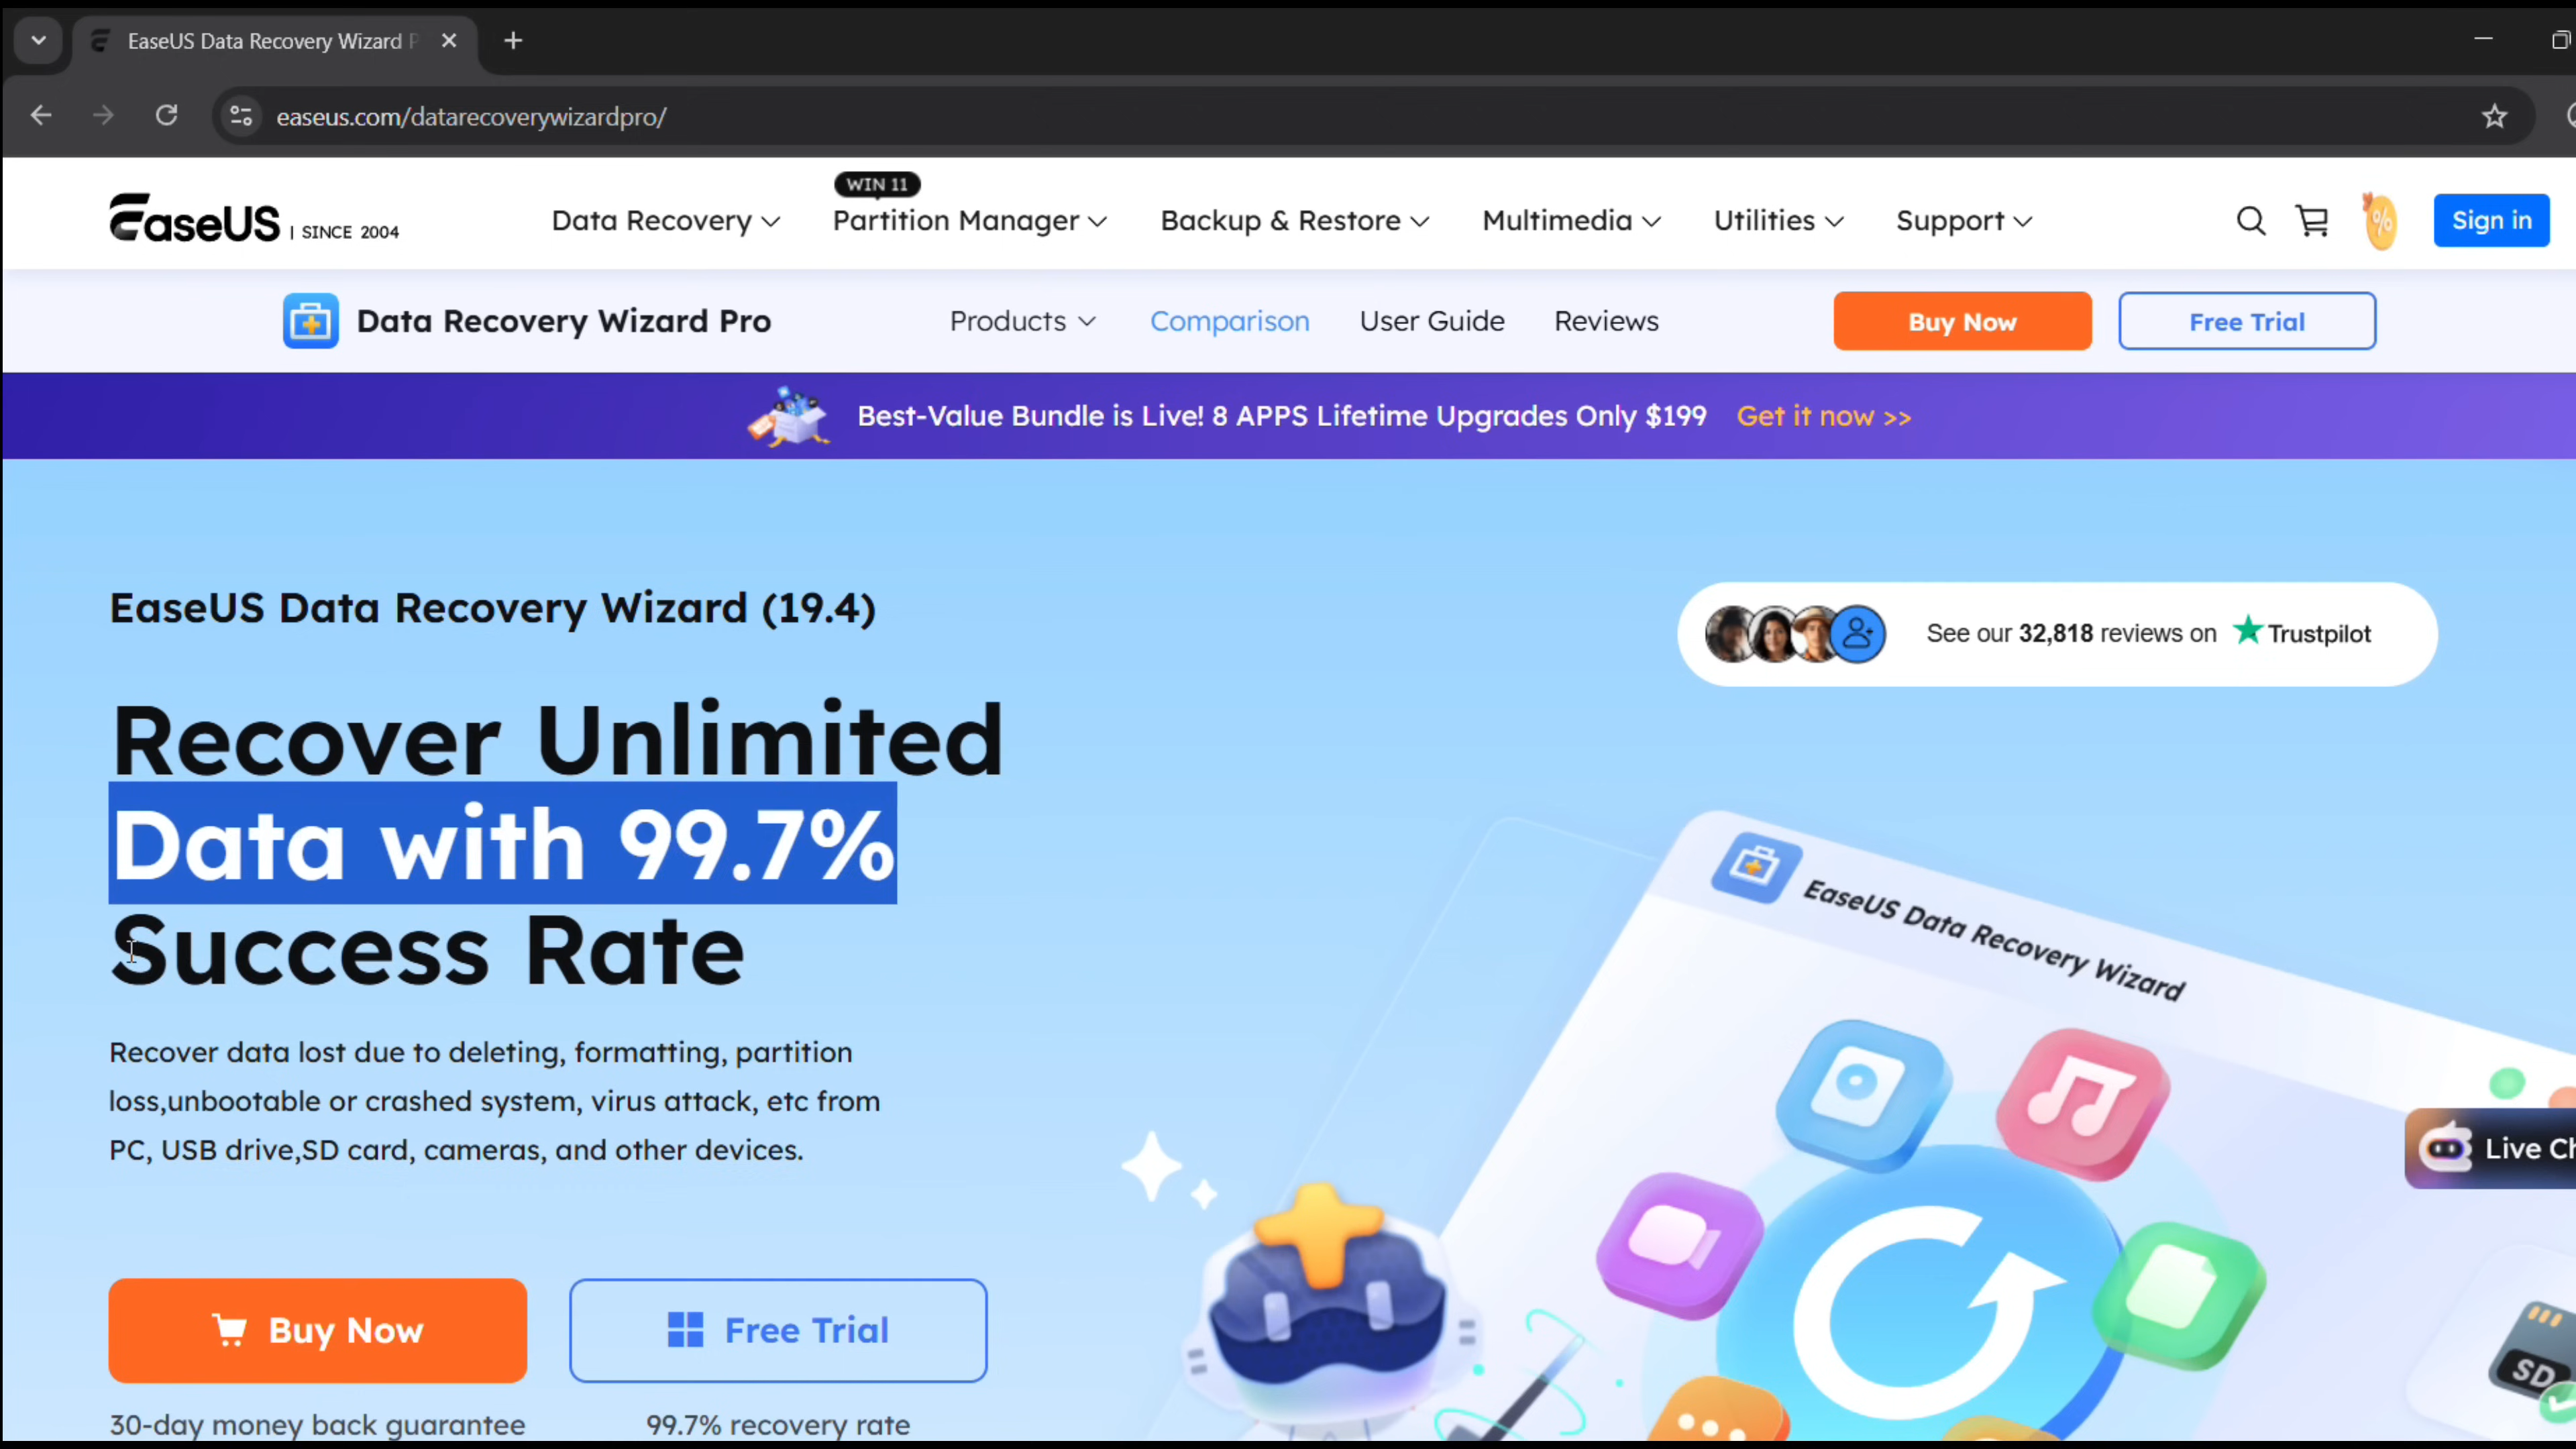 EaseUS Data Recovery Wizard P
easeus.com/datarecoverywizardpro/
WIN 11
EaseUS | SINCE 2004
Data Recovery
Partition Manager
Backup & Restore
Multimedia
Utilities
Support
%
Sign in
Data Recovery Wizard Pro
Products
Comparison
User Guide
Reviews
Buy Now
Free Trial
Best-Value Bundle is Live! 8 APPS Lifetime Upgrades Only $199 Get it now >>
EaseUS Data Recovery Wizard (19.4)
See our 32,818 reviews on Trustpilot
Recover Unlimited
Data with 99.7%
Success Rate
EaseUS Data Recovery Wizard
Recover data lost due to deleting, formatting, partition
loss,unbootable or crashed system, virus attack, etc from
PC, USB drive,SD card, cameras, and other devices.
Live Ch
Buy Now
Free Trial
SD
30-day money back guarantee
99.7% recovery rate